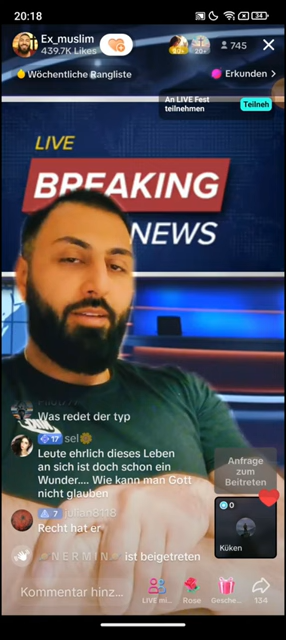 20:18
34
Ex_muslim
439.7K Likes
30+
20+
745
Wöchentliche Rangliste
Erkunden >
An LIVE Fest
teilnehmen
Teilneh
LIVE
BREAKING
NEWS
Was redet der typ
17 sel
Leute ehrlich dieses Leben
an sich ist doch schon ein
Wunder.... Wie kann man Gott
nicht glauben
7 julian8118
Recht hat er
N E R M I N ist beigetreten
Anfrage
zum
Beitreten
0
Küken
Kommentar hinz...
LIVE mi...
Rose
Gesche...
134